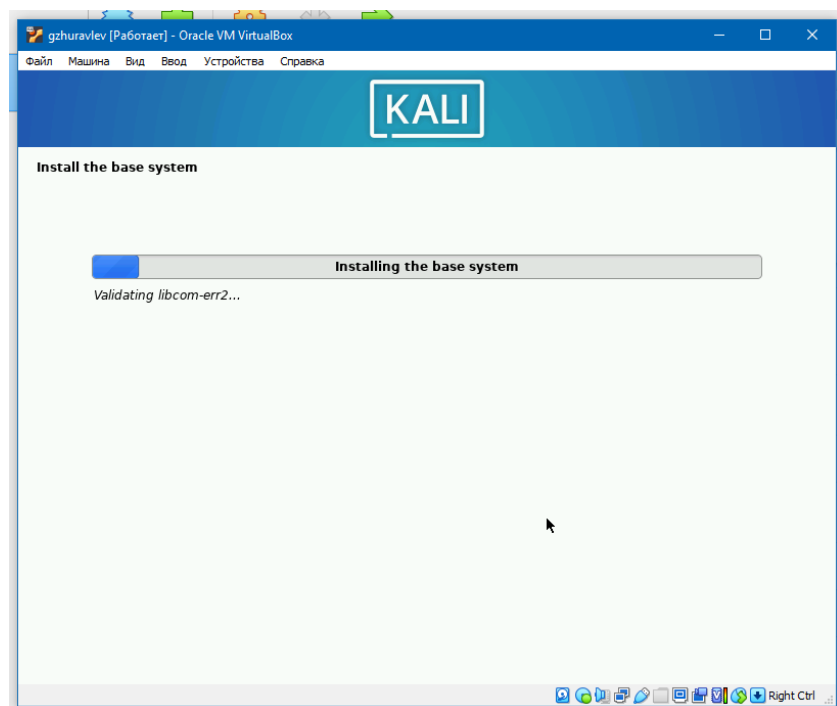 gzhuravlev [Работает] - Oracle VM VirtualBox
Файл Машина Вид Ввод Устройства Справка
KALI
Install the base system
Installing the base system
Validating libcom-err2...
Right Ctrl